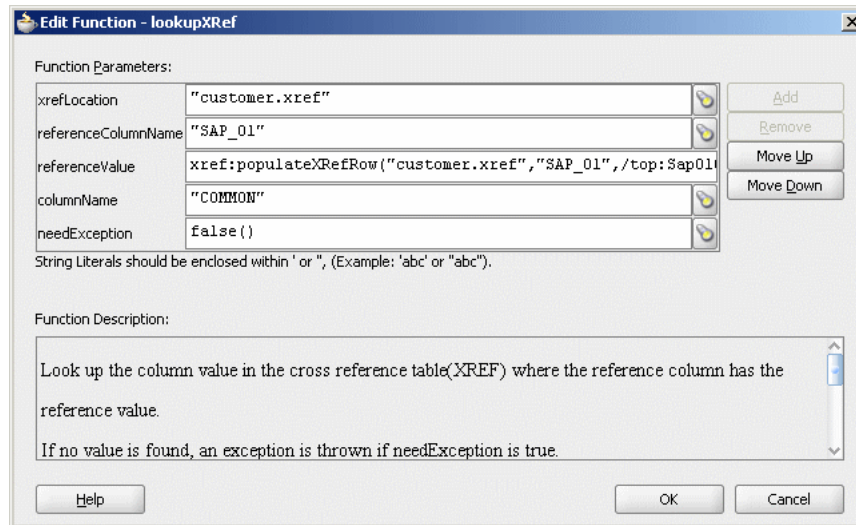 Edit Function - lookupXRef
Function Parameters:
xrefLocation "customer.xref"
referenceColumnName "SAP_01"
referenceValue xref:populateXRefRow("customer.xref","SAP_01",/top:Sap01
columnName "COMMON"
needException false()
Add
Remove
Move Up
Move Down
String Literals should be enclosed within ' or ", (Example: 'abc' or "abc").
Function Description:
Look up the column value in the cross reference table(XREF) where the reference column has the
reference value.
If no value is found, an exception is thrown if needException is true.
Help
OK
Cancel